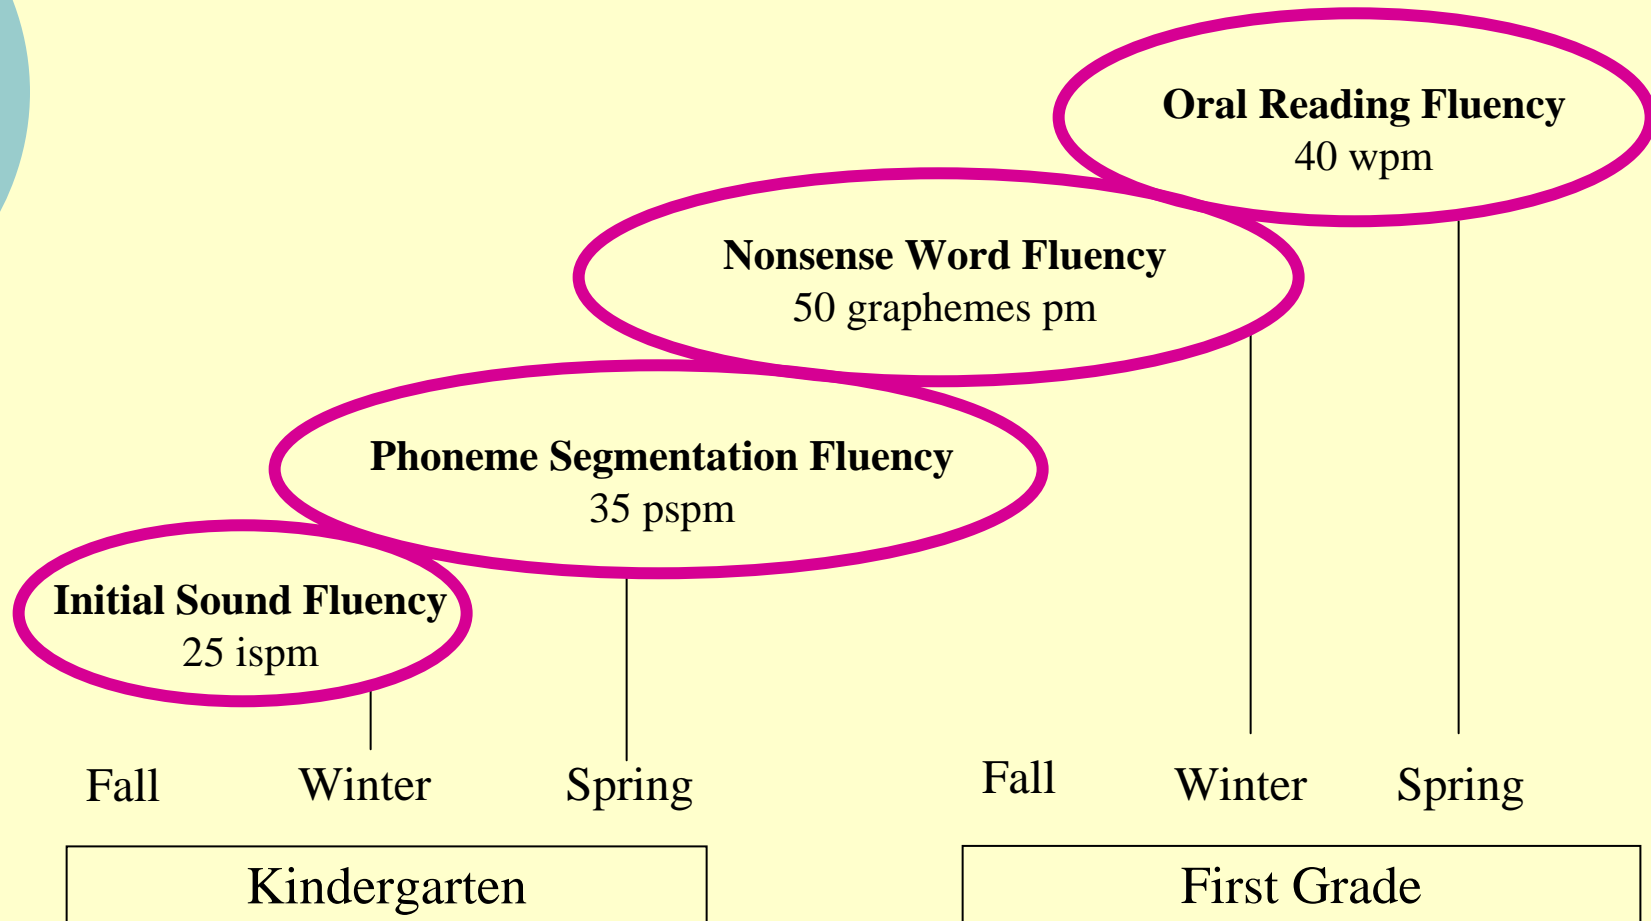 Oral Reading Fluency
40 wpm
Nonsense Word Fluency
50 graphemes pm
Phoneme Segmentation Fluency
35 pspm
Initial Sound Fluency
25 ispm
Fall Winter Spring Fall Winter Spring
Kindergarten First Grade